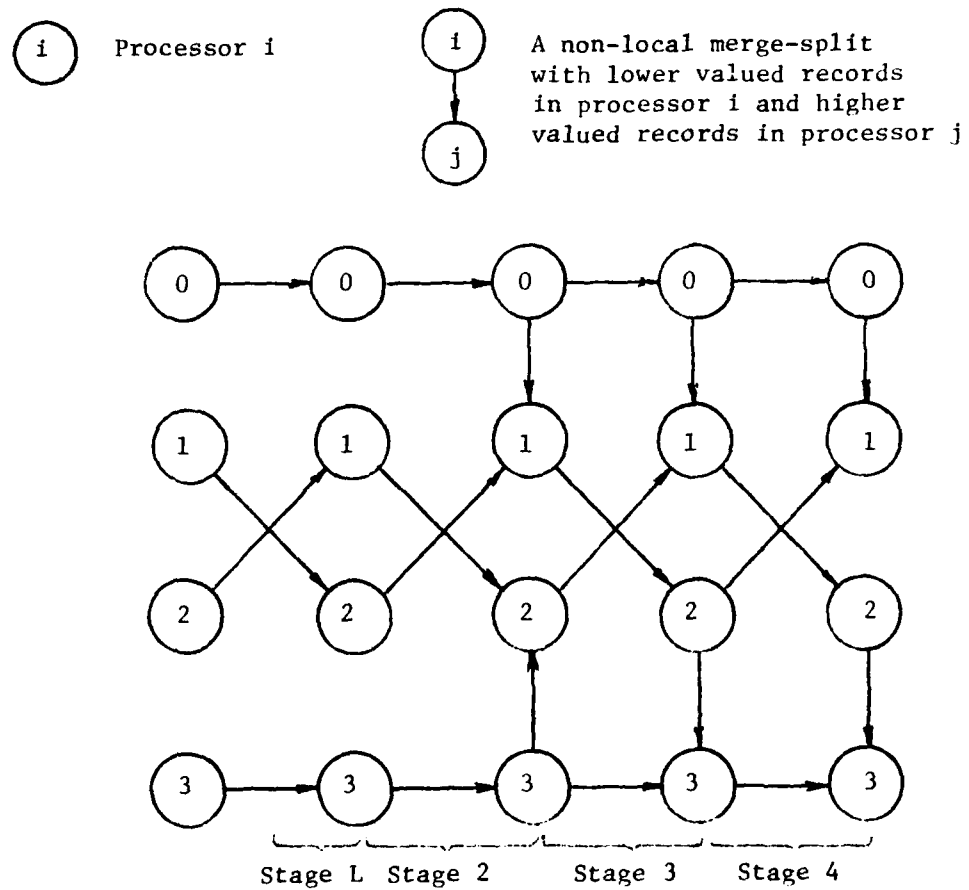 i Processor i
i
j
A non-local merge-split
with lower valued records
in processor i and higher
valued records in processor j
0 0 0 0 0
1 1 1 1 1
2 2 2 2 2
3 3 3 3 3
Stage L Stage 2 Stage 3 Stage 4